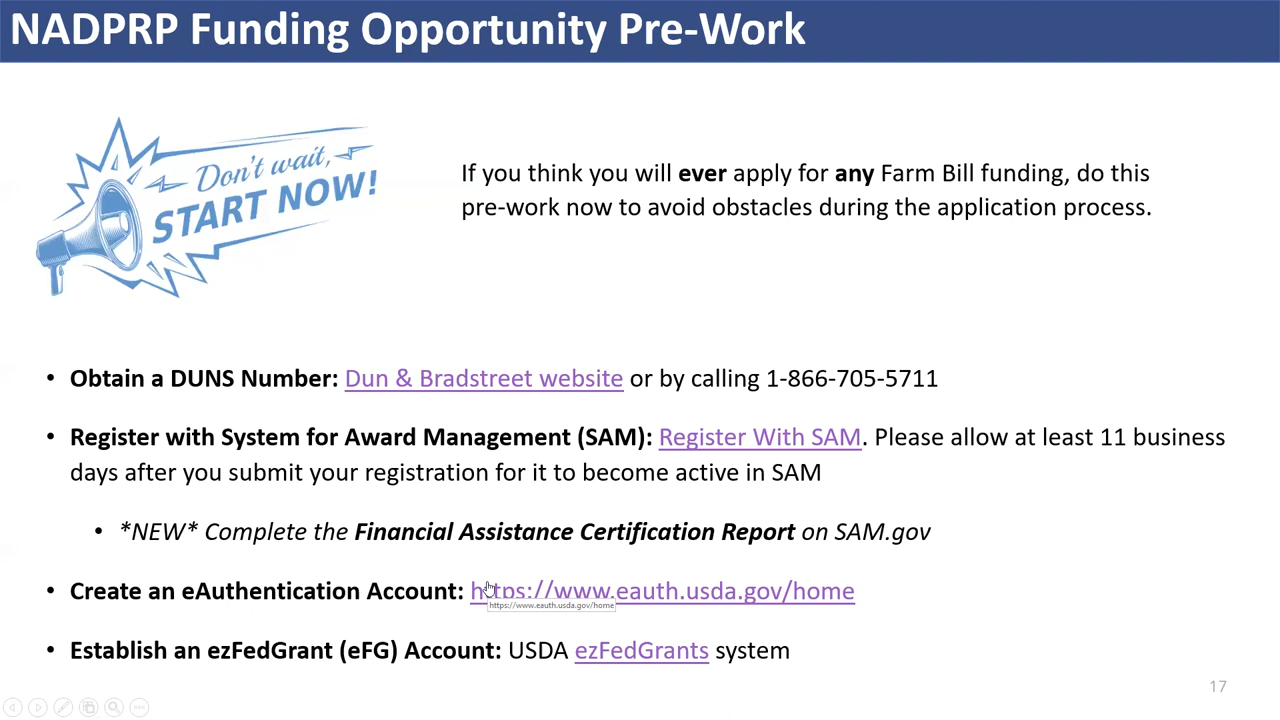 NADPRP Funding Opportunity Pre-Work
Don't wait,
START NOW!
If you think you will ever apply for any Farm Bill funding, do this
pre-work now to avoid obstacles during the application process.
• Obtain a DUNS Number: Dun & Bradstreet website or by calling 1-866-705-5711
• Register with System for Award Management (SAM): Register With SAM. Please allow at least 11 business
days after you submit your registration for it to become active in SAM
• *NEW* Complete the Financial Assistance Certification Report on SAM.gov
• Create an eAuthentication Account: https://www.eauth.usda.gov/home
https://www.eauth.usda.gov/home
• Establish an ezFedGrant (eFG) Account: USDA ezFedGrants system
17